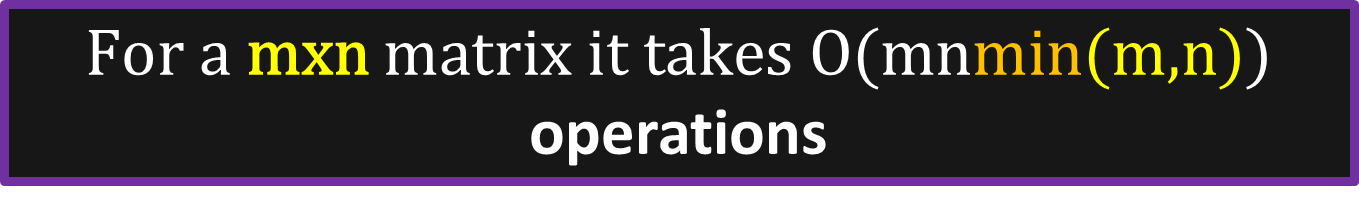 For a mxn matrix it takes O(mnmin(m,n))
operations